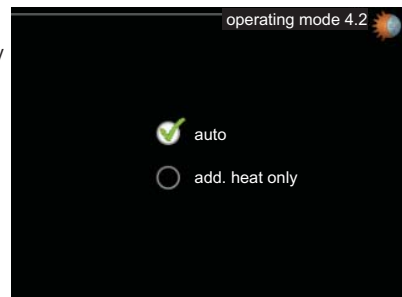 operating mode 4.2
auto
add. heat only